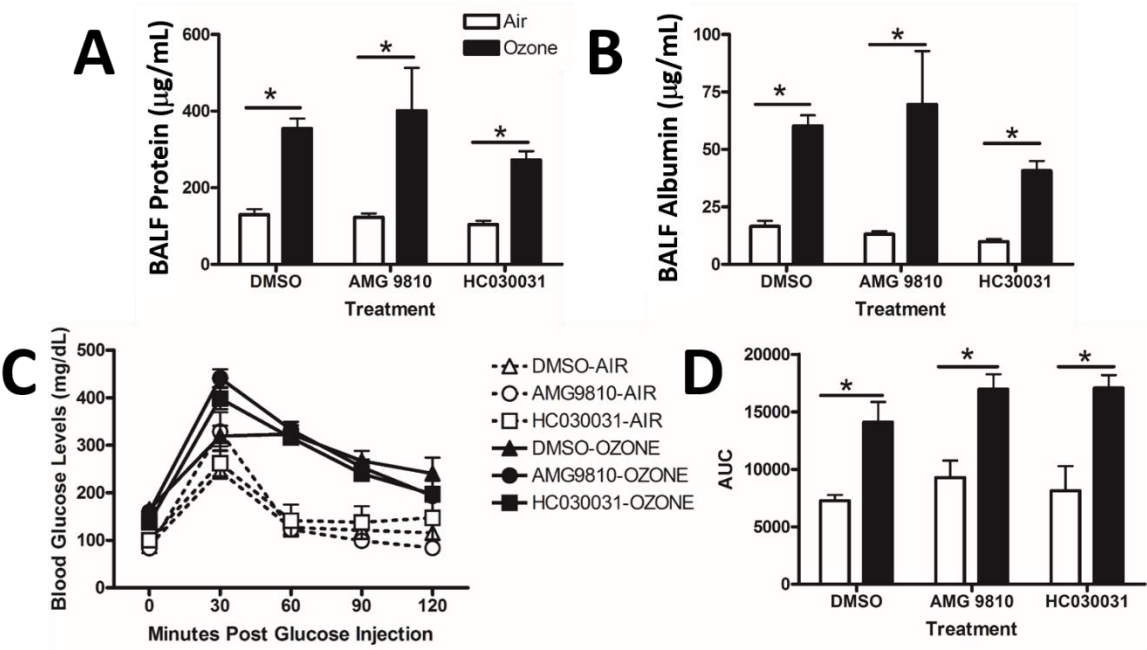 A
BALF Protein (μg/mL)
600
400
200
0
*
*
*
Air
Ozone
DMSO
AMG 9810
HC030031
Treatment
B
BALF Albumin (μg/mL)
100
75
50
25
0
*
*
*
DMSO
AMG 9810
HC30031
Treatment
C
Blood Glucose Levels (mg/dL)
500
400
300
200
100
0
0
30
60
90
120
Minutes Post Glucose Injection
DMSO-AIR
AMG9810-AIR
HC030031-AIR
DMSO-OZONE
AMG9810-OZONE
HC030031-OZONE
D
AUC
20000
15000
10000
5000
0
*
*
*
DMSO
AMG 9810
HC030031
Treatment